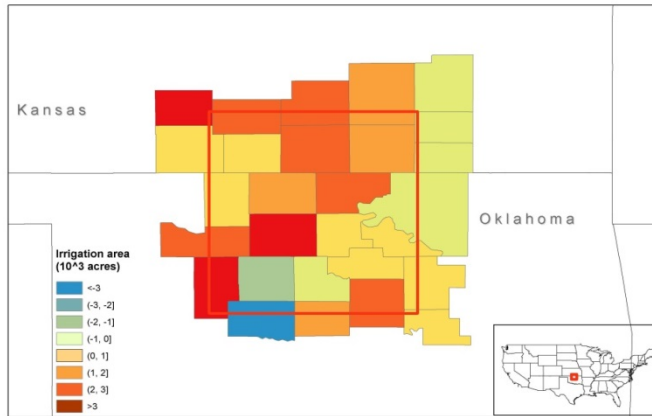 Kansas
Oklahoma
Irrigation area
(10^3 acres)
<-3
(-3, -2]
(-2, -1]
(-1, 0]
(0, 1]
(1, 2]
(2, 3]
>3